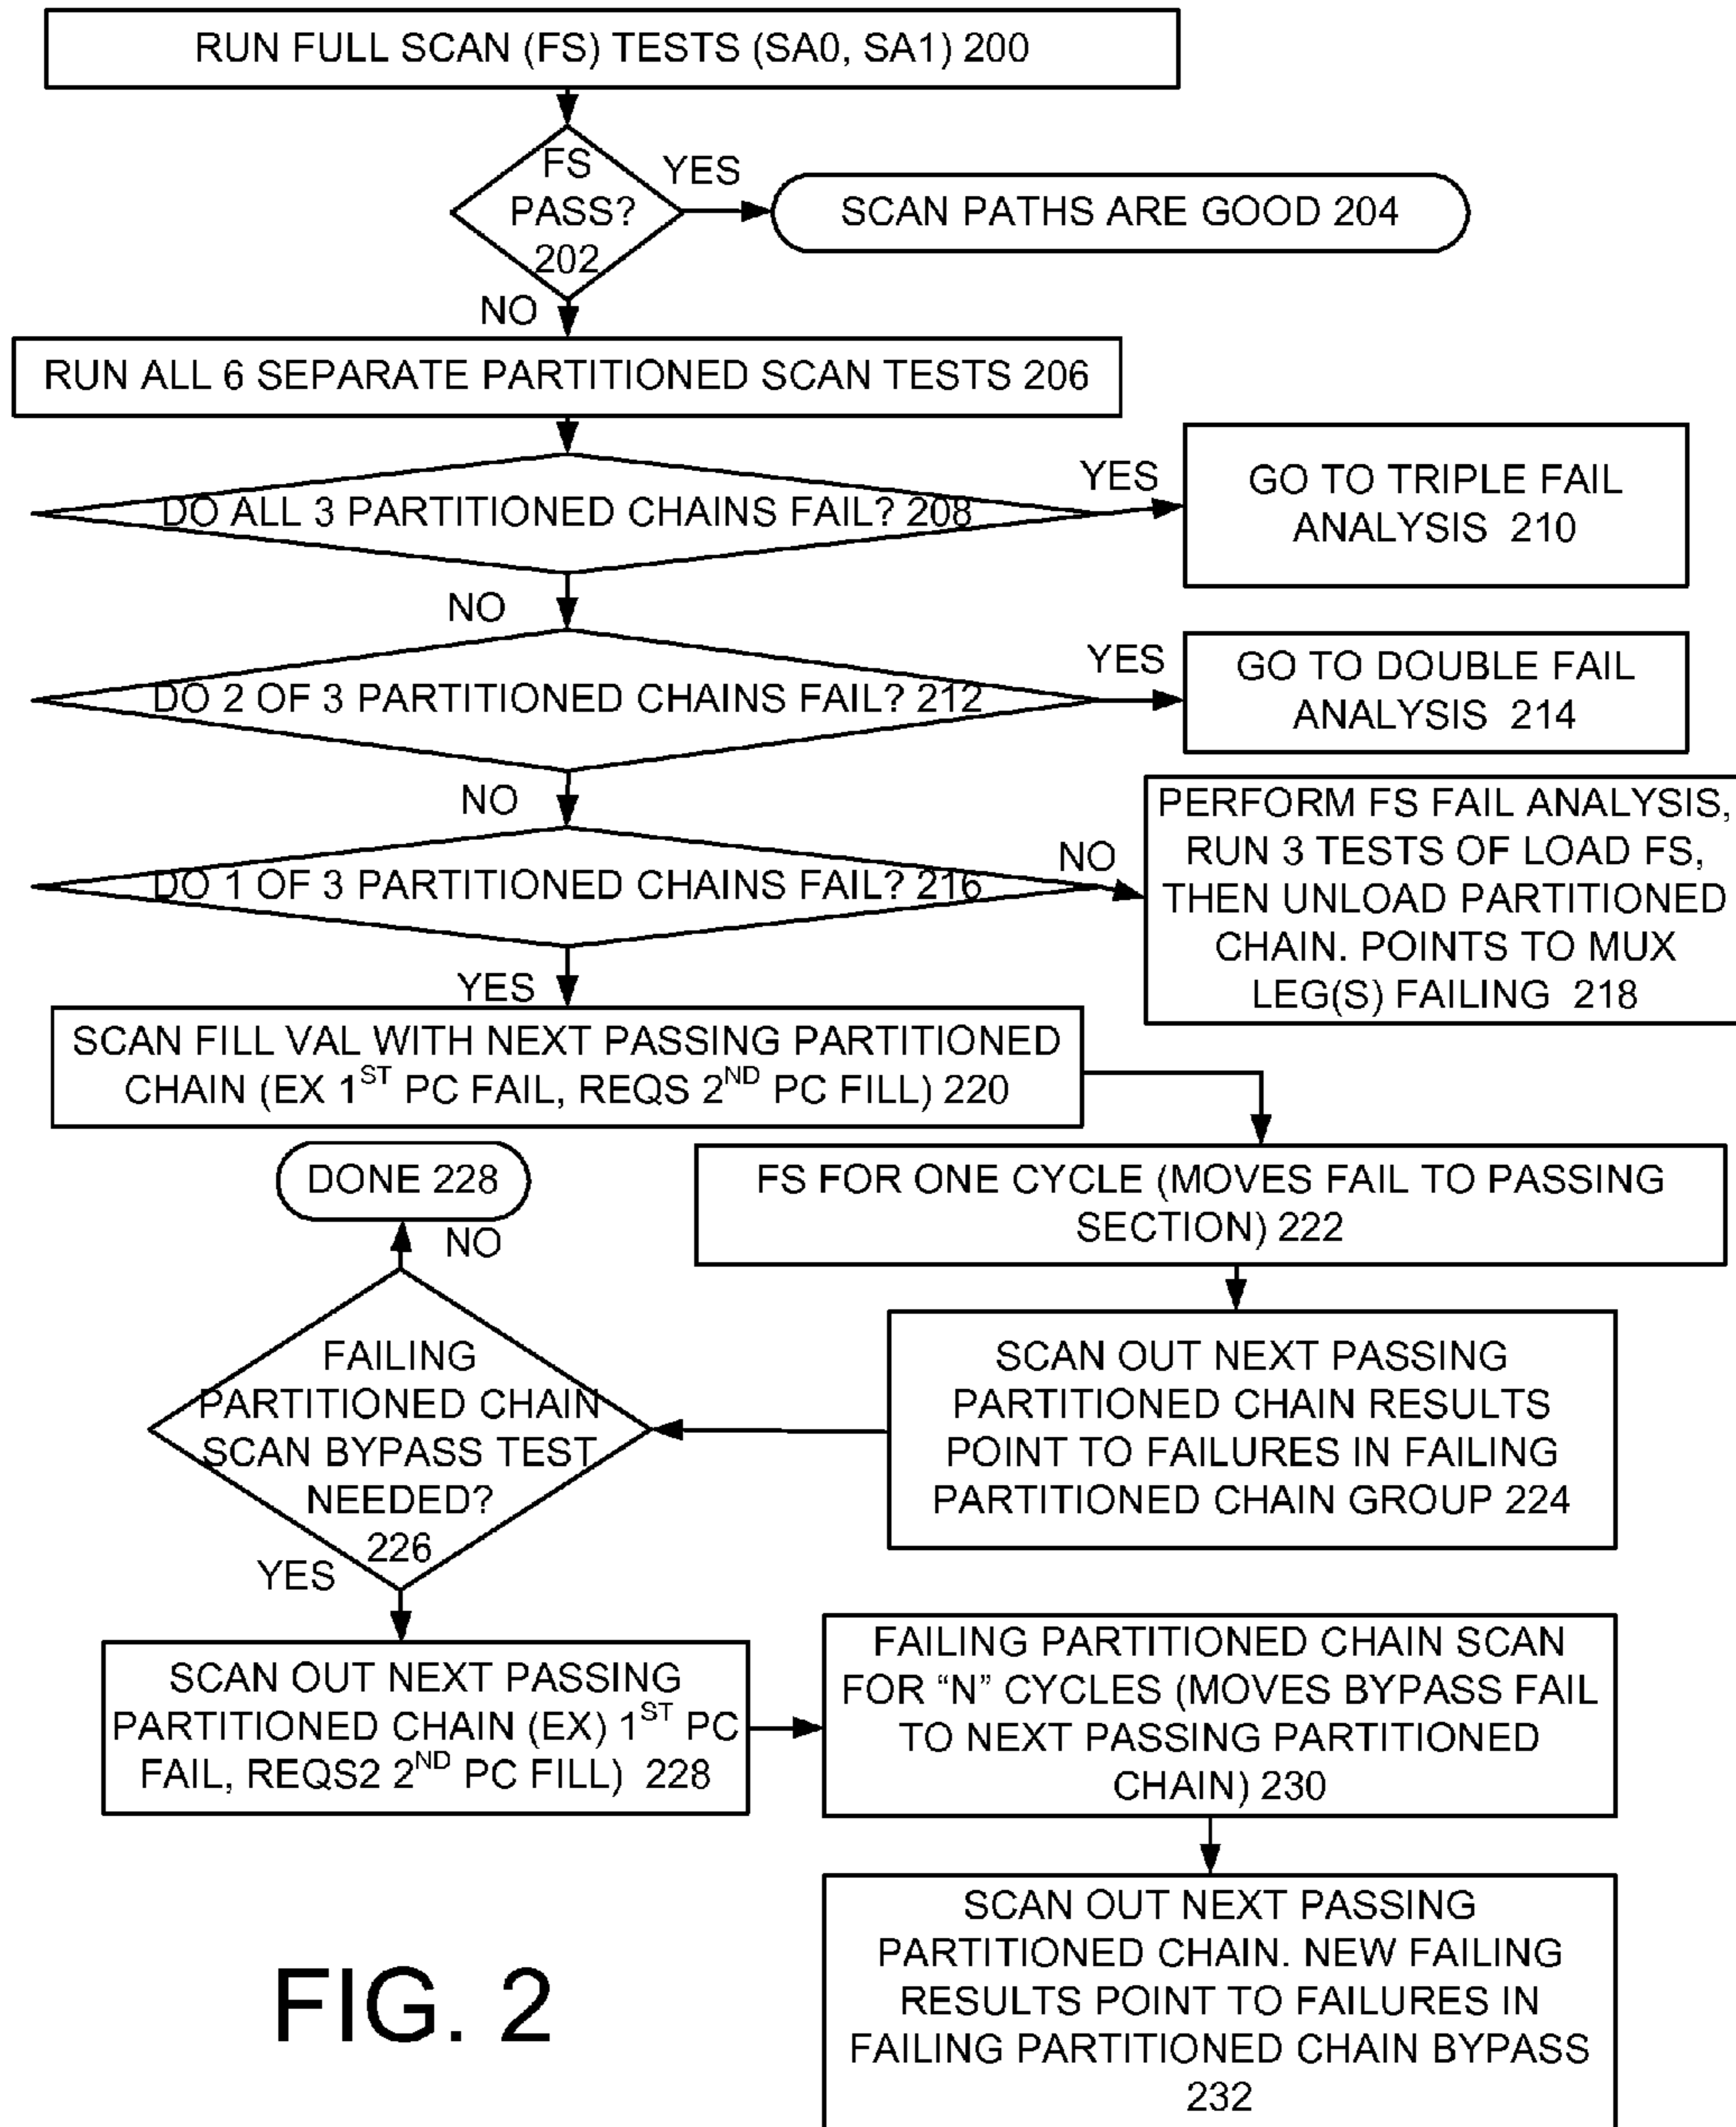 RUN FULL SCAN (FS) TESTS (SA0, SA1) 200
FS
PASS?
202
YES
SCAN PATHS ARE GOOD 204
NO
RUN ALL 6 SEPARATE PARTITIONED SCAN TESTS 206
DO ALL 3 PARTITIONED CHAINS FAIL? 208
YES
GO TO TRIPLE FAIL
ANALYSIS 210
NO
DO 2 OF 3 PARTITIONED CHAINS FAIL? 212
YES
GO TO DOUBLE FAIL
ANALYSIS 214
NO
DO 1 OF 3 PARTITIONED CHAINS FAIL? 216
NO
PERFORM FS FAIL ANALYSIS,
RUN 3 TESTS OF LOAD FS,
THEN UNLOAD PARTITIONED
CHAIN. POINTS TO MUX
LEG(S) FAILING 218
YES
SCAN FILL VAL WITH NEXT PASSING PARTITIONED
CHAIN (EX 1ST PC FAIL, REQS 2ND PC FILL) 220
FS FOR ONE CYCLE (MOVES FAIL TO PASSING
SECTION) 222
SCAN OUT NEXT PASSING
PARTITIONED CHAIN RESULTS
POINT TO FAILURES IN FAILING
PARTITIONED CHAIN GROUP 224
DONE 228
NO
FAILING
PARTITIONED CHAIN
SCAN BYPASS TEST
NEEDED?
226
YES
SCAN OUT NEXT PASSING
PARTITIONED CHAIN (EX) 1ST PC
FAIL, REQS2 2ND PC FILL) 228
FAILING PARTITIONED CHAIN SCAN
FOR “N” CYCLES (MOVES BYPASS FAIL
TO NEXT PASSING PARTITIONED
CHAIN) 230
SCAN OUT NEXT PASSING
PARTITIONED CHAIN. NEW FAILING
RESULTS POINT TO FAILURES IN
FAILING PARTITIONED CHAIN BYPASS
232
FIG. 2